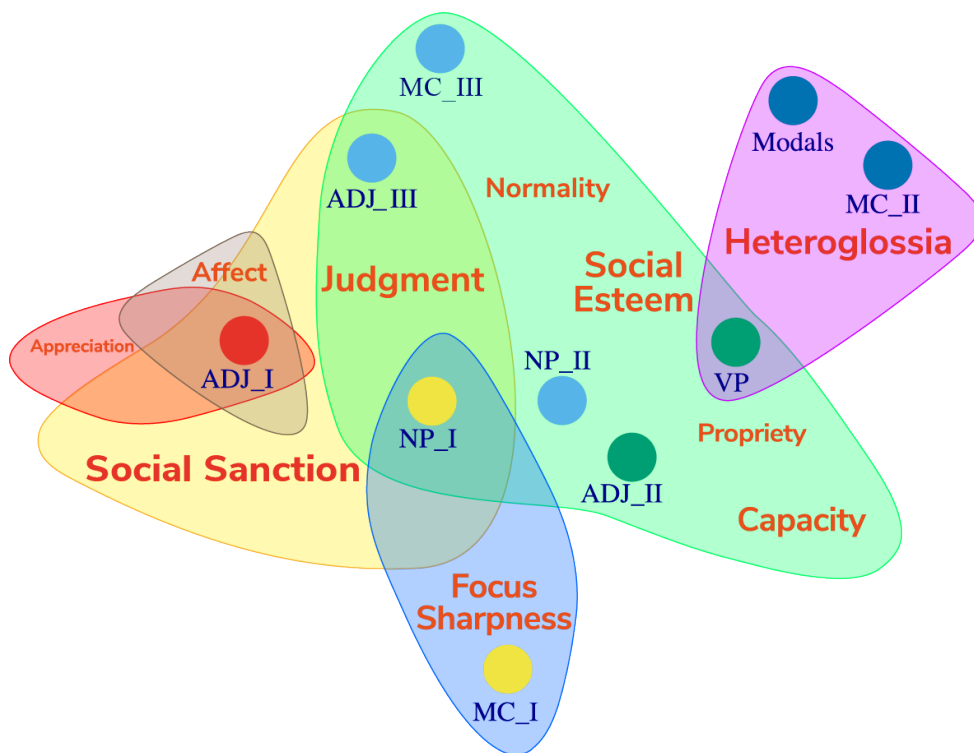 MC_III
Modals
ADJ_III
Normality
MC_II
Heteroglossia
Affect
Judgment
Social
Esteem
Appreciation
ADJ_I
NP_II
VP
NP_I
Propriety
Social Sanction
ADJ_II
Capacity
Focus
Sharpness
MC_I